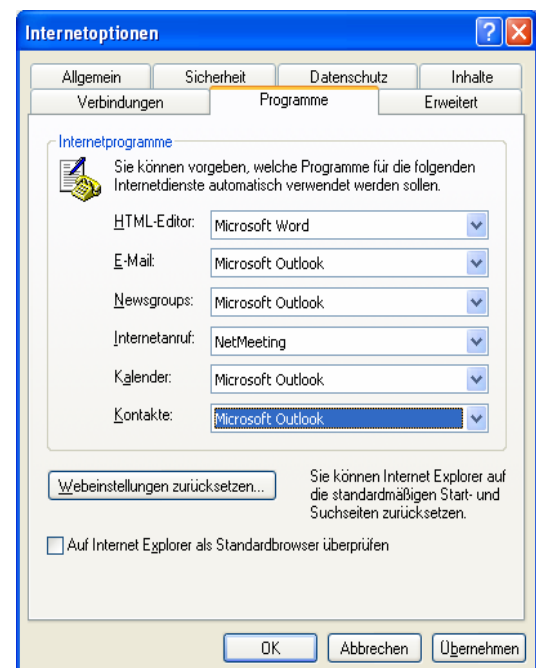 Internetoptionen
Allgemein Sicherheit Datenschutz Inhalte
Verbindungen Programme Erweitert
Internetprogramme
Sie können vorgeben, welche Programme für die folgenden
Internetdienste automatisch verwendet werden sollen.
HTML-Editor: Microsoft Word
E-Mail: Microsoft Outlook
Newsgroups: Microsoft Outlook
Internetanruf: NetMeeting
Kalender: Microsoft Outlook
Kontakte: Microsoft Outlook
Webeinstellungen zurücksetzen...
Sie können Internet Explorer auf
die standardmäßigen Start- und
Suchseiten zurücksetzen.
Auf Internet Explorer als Standardbrowser überprüfen
OK Abbrechen Übernehmen